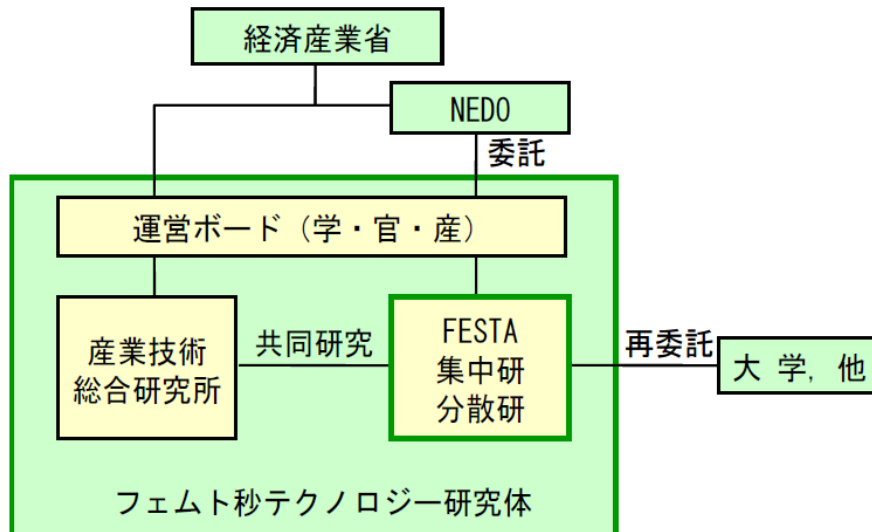 経済産業省
NEDO
委託
運営ボード（学・官・産）
産業技術
総合研究所
共同研究
FESTA
集中研
分散研
再委託
大 学, 他
フェムト秒テクノロジー研究体